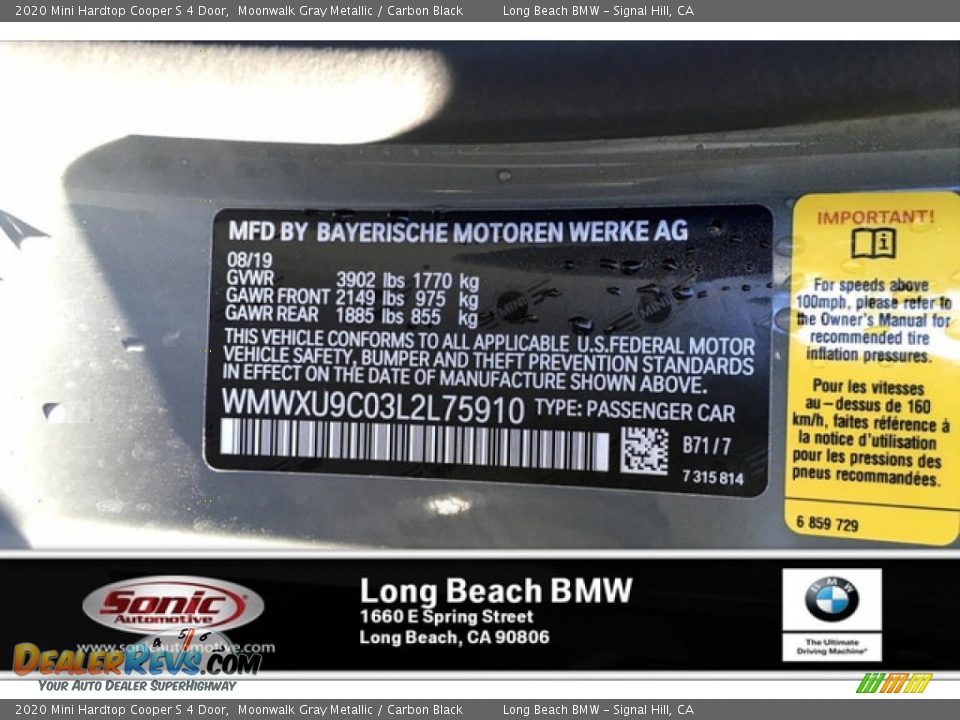 2020 Mini Hardtop Cooper S 4 Door, Moonwalk Gray Metallic / Carbon Black Long Beach BMW - Signal Hill, CA
MFD BY BAYERISCHE MOTOREN WERKE AG
08/19
GVWR 3902 lbs 1770 kg
GAWR FRONT 2149 lbs 975 kg
GAWR REAR 1885 lbs 855 kg
MINI MINI
THIS VEHICLE CONFORMS TO ALL APPLICABLE U.S.FEDERAL MOTOR
VEHICLE SAFETY, BUMPER AND THEFT PREVENTION STANDARDS
IN EFFECT ON THE DATE OF MANUFACTURE SHOWN ABOVE.
WMWXU9C03L2L75910 TYPE: PASSENGER CAR
B71/7
7 315 814
IMPORTANT!
For speeds above
100mph, please refer to
the Owner's Manual for
recommended tire
inflation pressures.
Pour les vitesses
au-dessus de 160
km/h, faites référence à
la notice d'utilisation
pour les pressions des
pneus recommandées.
6 859 729
Sonic
Automotive
www.sonicautomotive.com
Long Beach BMW
1660 E Spring Street
Long Beach, CA 90806
BMW
The Ultimate
Driving Machine®
4 5 6
DealerRevs.com
Your Auto Dealer SuperHighway
2020 Mini Hardtop Cooper S 4 Door, Moonwalk Gray Metallic / Carbon Black Long Beach BMW - Signal Hill, CA